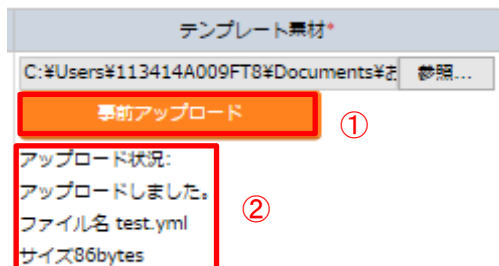 テンプレート素材*
C:¥Users¥113414A009FT8¥Documents¥お 参照...
事前アップロード
①
アップロード状況:
アップロードしました。
②
ファイル名 test.yml
サイズ86bytes